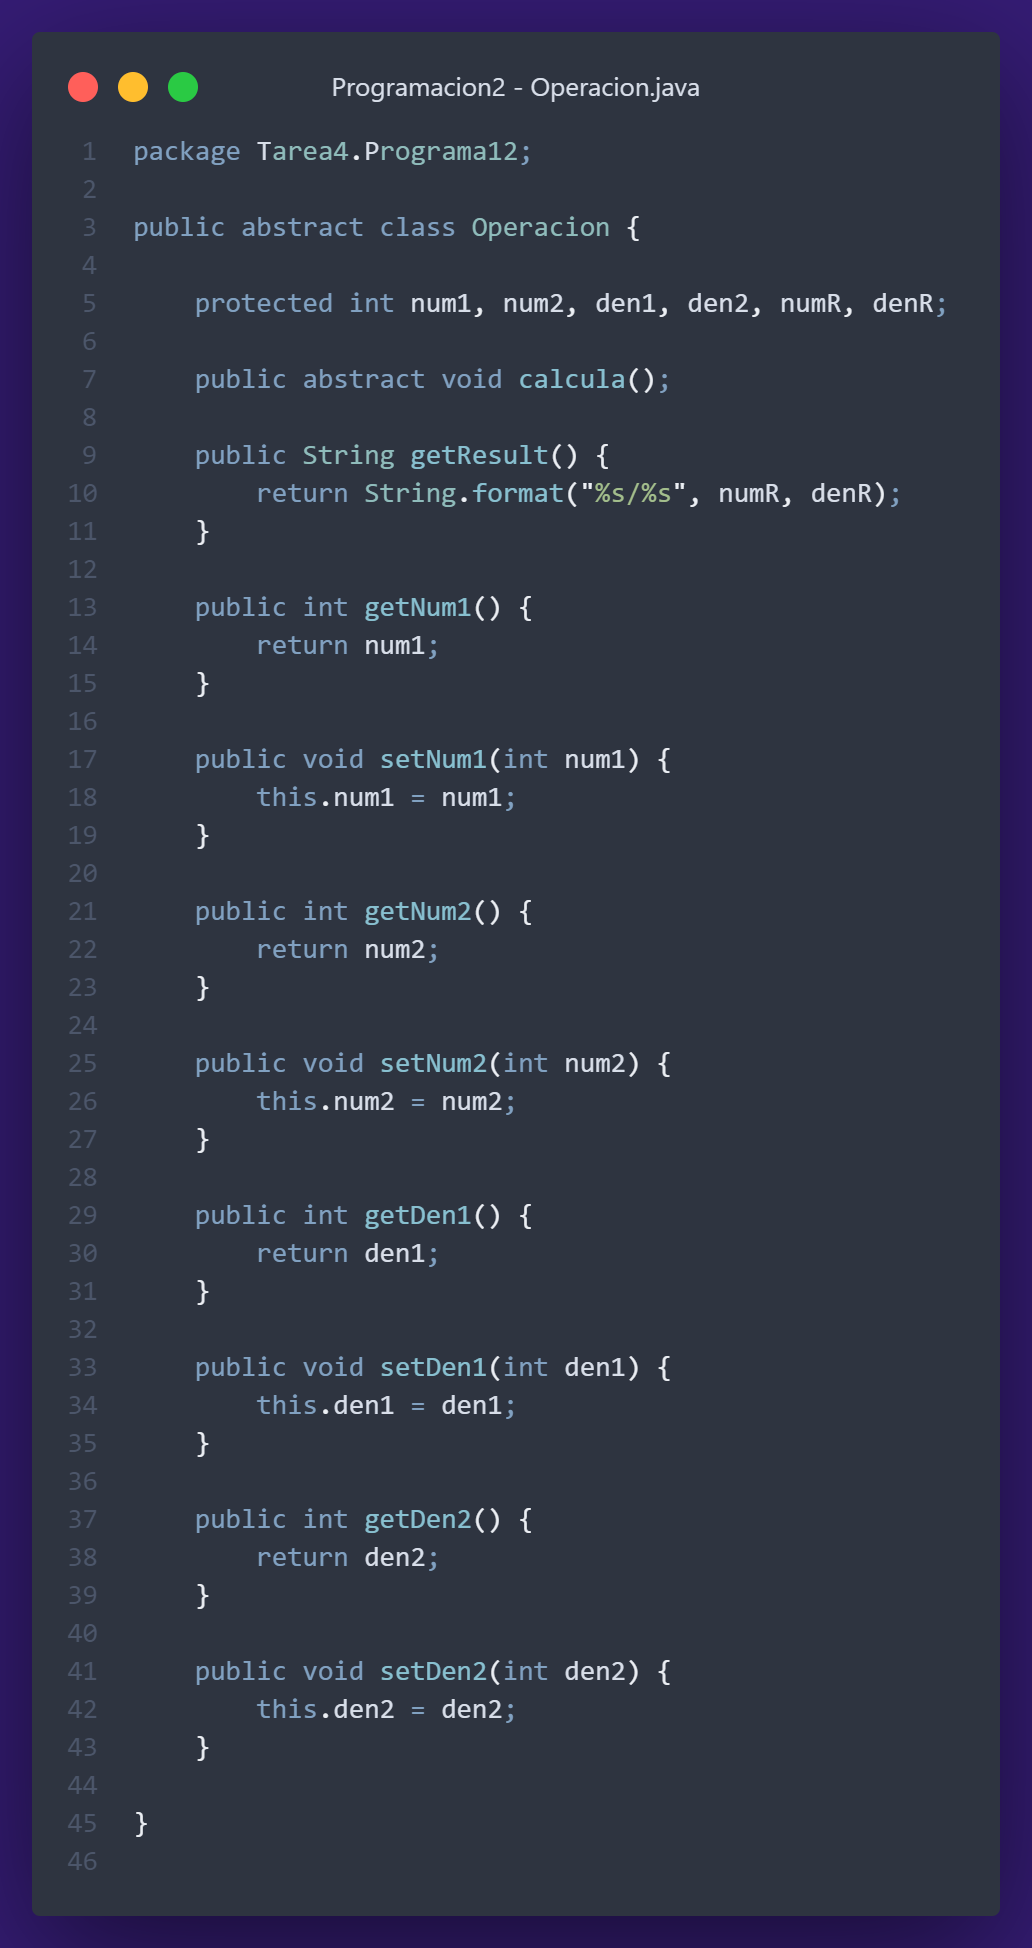 Programacion2 - Operacion.java
1 package Tarea4.Programa12;
2
3 public abstract class Operacion {
4
5     protected int num1, num2, den1, den2, numR, denR;
6
7     public abstract void calcula();
8
9     public String getResult() {
10         return String.format("%s/%s", numR, denR);
11     }
12
13     public int getNum1() {
14         return num1;
15     }
16
17     public void setNum1(int num1) {
18         this.num1 = num1;
19     }
20
21     public int getNum2() {
22         return num2;
23     }
24
25     public void setNum2(int num2) {
26         this.num2 = num2;
27     }
28
29     public int getDen1() {
30         return den1;
31     }
32
33     public void setDen1(int den1) {
34         this.den1 = den1;
35     }
36
37     public int getDen2() {
38         return den2;
39     }
40
41     public void setDen2(int den2) {
42         this.den2 = den2;
43     }
44
45 }
46